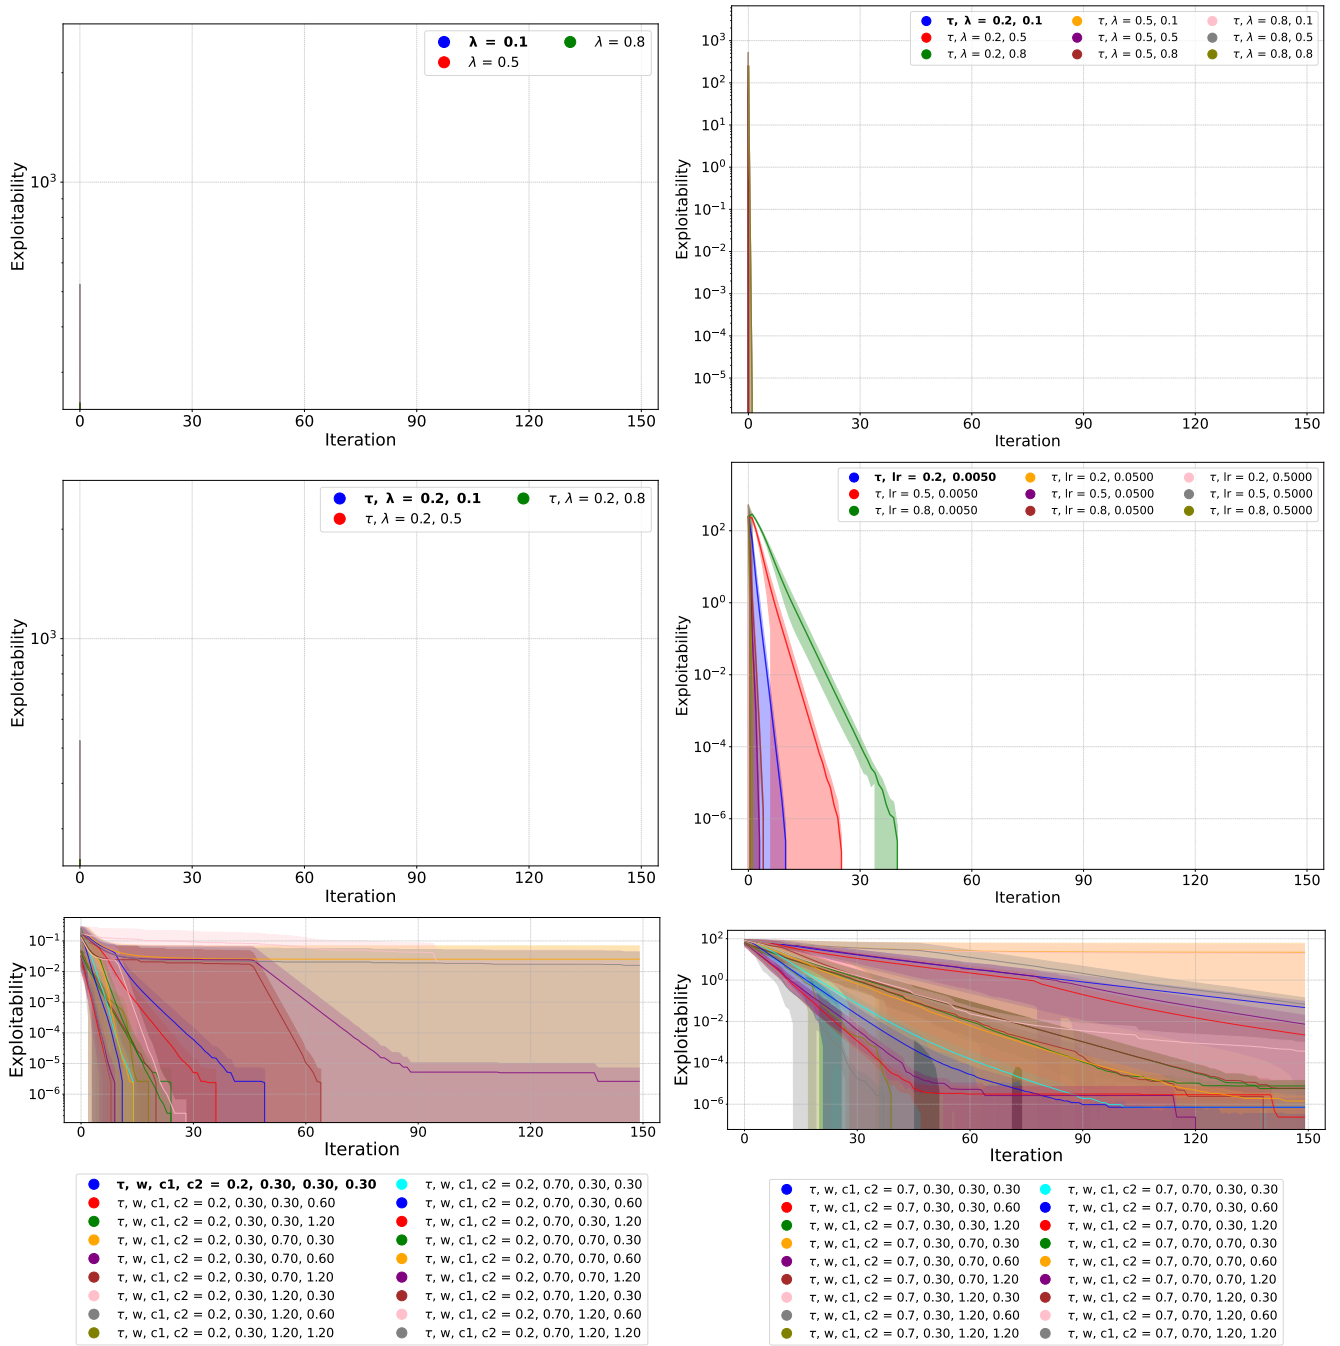 λ = 0.1
λ = 0.8
λ = 0.5
10³
Exploitability
0 30 60 90 120 150
Iteration
τ, λ = 0.2, 0.1
τ, λ = 0.5, 0.1
τ, λ = 0.8, 0.1
τ, λ = 0.2, 0.5
τ, λ = 0.5, 0.5
τ, λ = 0.8, 0.5
τ, λ = 0.2, 0.8
τ, λ = 0.5, 0.8
τ, λ = 0.8, 0.8
10³
10²
10¹
10⁰
10⁻¹
10⁻²
10⁻³
10⁻⁴
10⁻⁵
Exploitability
0 30 60 90 120 150
Iteration
τ, λ = 0.2, 0.1
τ, λ = 0.2, 0.8
τ, λ = 0.2, 0.5
10³
Exploitability
0 30 60 90 120 150
Iteration
τ, lr = 0.2, 0.0050
τ, lr = 0.2, 0.0500
τ, lr = 0.2, 0.5000
τ, lr = 0.5, 0.0050
τ, lr = 0.5, 0.0500
τ, lr = 0.5, 0.5000
τ, lr = 0.8, 0.0050
τ, lr = 0.8, 0.0500
τ, lr = 0.8, 0.5000
10²
10⁰
10⁻²
10⁻⁴
10⁻⁶
Exploitability
0 30 60 90 120 150
Iteration
10⁻¹
10⁻²
10⁻³
10⁻⁴
10⁻⁵
10⁻⁶
Exploitability
0 30 60 90 120 150
Iteration
τ, w, c1, c2 = 0.2, 0.30, 0.30, 0.30
τ, w, c1, c2 = 0.2, 0.70, 0.30, 0.30
τ, w, c1, c2 = 0.2, 0.30, 0.30, 0.60
τ, w, c1, c2 = 0.2, 0.70, 0.30, 0.60
τ, w, c1, c2 = 0.2, 0.30, 0.30, 1.20
τ, w, c1, c2 = 0.2, 0.70, 0.30, 1.20
τ, w, c1, c2 = 0.2, 0.30, 0.70, 0.30
τ, w, c1, c2 = 0.2, 0.70, 0.70, 0.30
τ, w, c1, c2 = 0.2, 0.30, 0.70, 0.60
τ, w, c1, c2 = 0.2, 0.70, 0.70, 0.60
τ, w, c1, c2 = 0.2, 0.30, 0.70, 1.20
τ, w, c1, c2 = 0.2, 0.70, 0.70, 1.20
τ, w, c1, c2 = 0.2, 0.30, 1.20, 0.30
τ, w, c1, c2 = 0.2, 0.70, 1.20, 0.30
τ, w, c1, c2 = 0.2, 0.30, 1.20, 0.60
τ, w, c1, c2 = 0.2, 0.70, 1.20, 0.60
τ, w, c1, c2 = 0.2, 0.30, 1.20, 1.20
τ, w, c1, c2 = 0.2, 0.70, 1.20, 1.20
10²
10⁰
10⁻²
10⁻⁴
10⁻⁶
Exploitability
0 30 60 90 120 150
Iteration
τ, w, c1, c2 = 0.7, 0.30, 0.30, 0.30
τ, w, c1, c2 = 0.7, 0.70, 0.30, 0.30
τ, w, c1, c2 = 0.7, 0.30, 0.30, 0.60
τ, w, c1, c2 = 0.7, 0.70, 0.30, 0.60
τ, w, c1, c2 = 0.7, 0.30, 0.30, 1.20
τ, w, c1, c2 = 0.7, 0.70, 0.30, 1.20
τ, w, c1, c2 = 0.7, 0.30, 0.70, 0.30
τ, w, c1, c2 = 0.7, 0.70, 0.70, 0.30
τ, w, c1, c2 = 0.7, 0.30, 0.70, 0.60
τ, w, c1, c2 = 0.7, 0.70, 0.70, 0.60
τ, w, c1, c2 = 0.7, 0.30, 0.70, 1.20
τ, w, c1, c2 = 0.7, 0.70, 0.70, 1.20
τ, w, c1, c2 = 0.7, 0.30, 1.20, 0.30
τ, w, c1, c2 = 0.7, 0.70, 1.20, 0.30
τ, w, c1, c2 = 0.7, 0.30, 1.20, 0.60
τ, w, c1, c2 = 0.7, 0.70, 1.20, 0.60
τ, w, c1, c2 = 0.7, 0.30, 1.20, 1.20
τ, w, c1, c2 = 0.7, 0.70, 1.20, 1.20